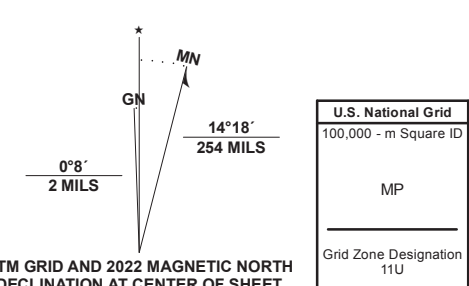 ★
MN
GN
0°8´
2 MILS
14°18´
254 MILS
TM GRID AND 2022 MAGNETIC NORTH
DECLINATION AT CENTER OF SHEET
U.S. National Grid
100,000 - m Square ID
MP
Grid Zone Designation
11U